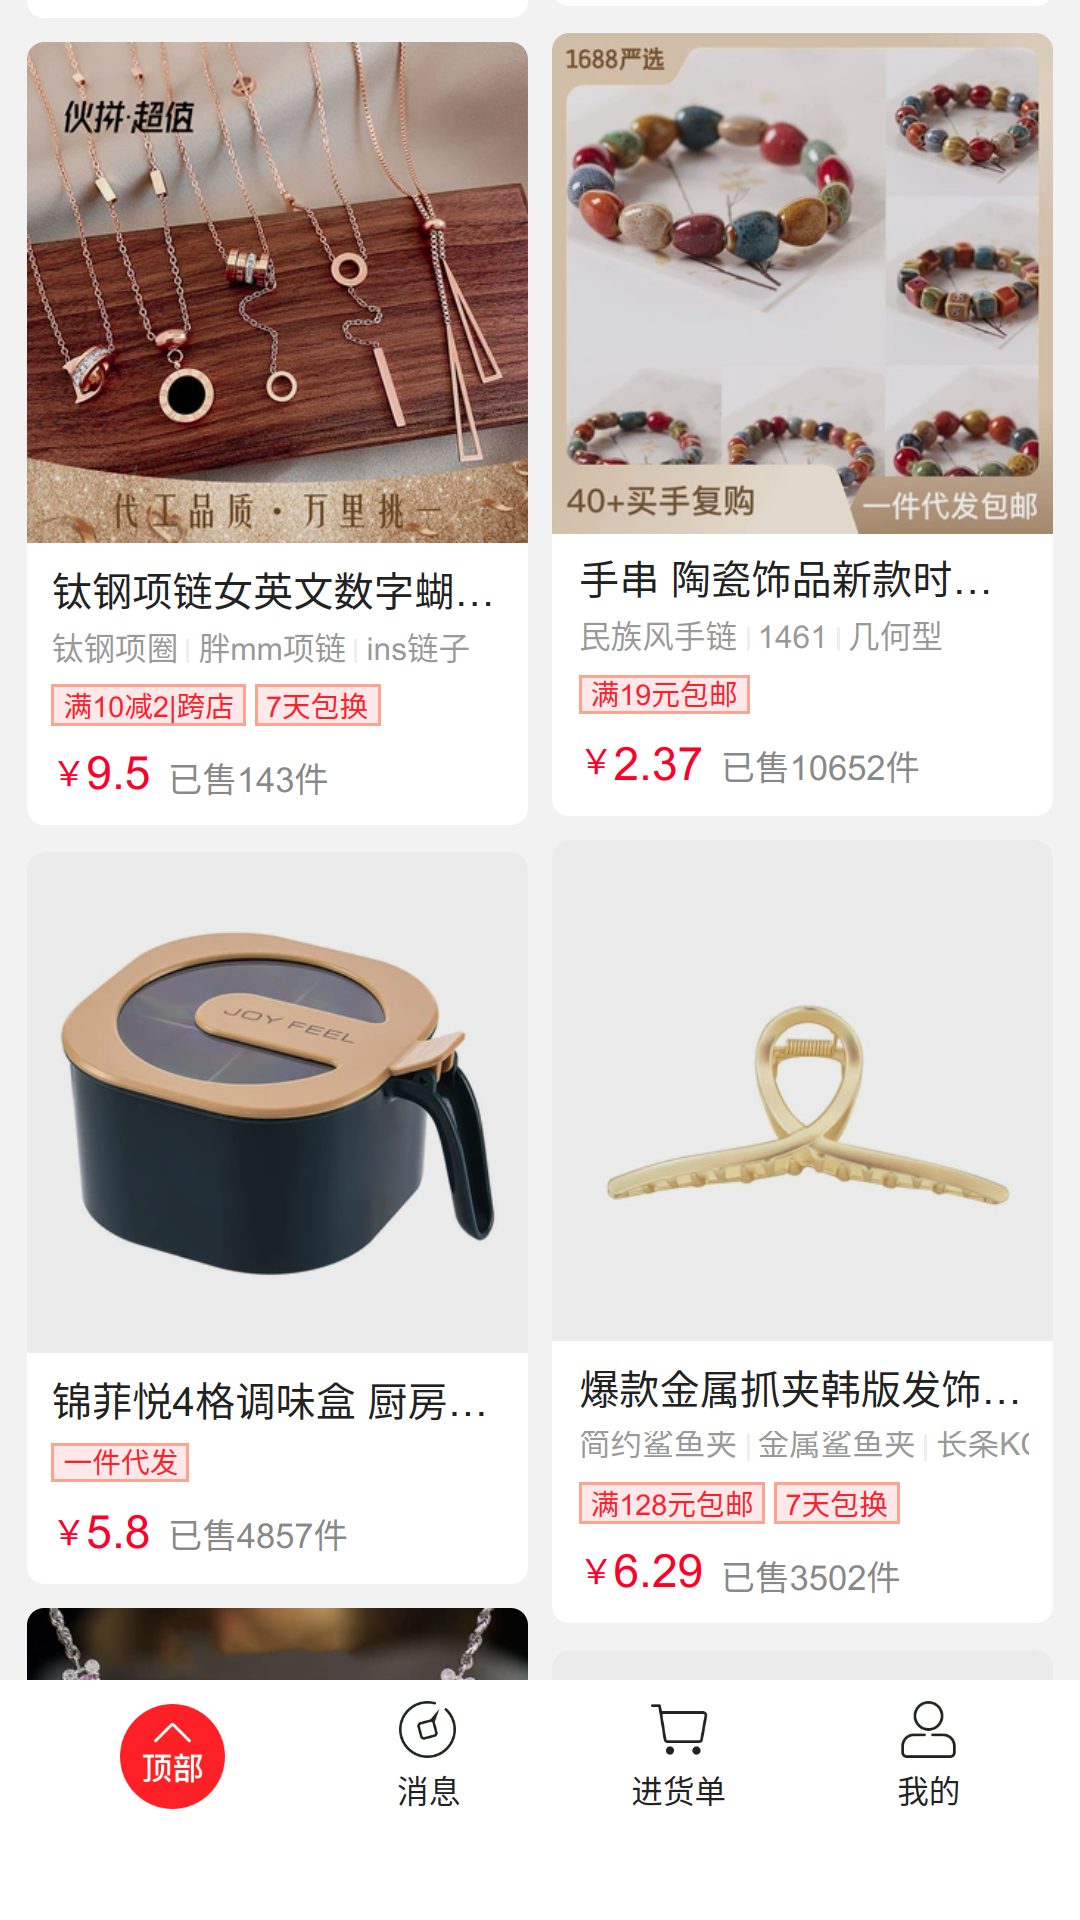 伙拼·超值
代工品质·万里挑一
钛钢项链女英文数字蝴...
钛钢项圈 胖mm项链 ins链子
满10减2|跨店 7天包换
¥9.5 已售143件
1688严选
40+买手复购
一件代发包邮
手串 陶瓷饰品新款时...
民族风手链 1461 几何型
满19元包邮
¥2.37 已售10652件
JOY FEEL
锦菲悦4格调味盒 厨房...
一件代发
¥5.8 已售4857件
爆款金属抓夹韩版发饰...
简约鲨鱼夹 金属鲨鱼夹 长条KC
满128元包邮 7天包换
¥6.29 已售3502件
顶部
消息
进货单
我的